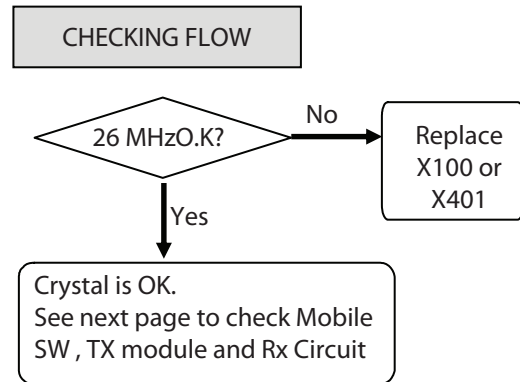 CHECKING FLOW
26 MHzO.K?
No
Replace
X100 or
X401
Yes
Crystal is OK.
See next page to check Mobile
SW , TX module and Rx Circuit